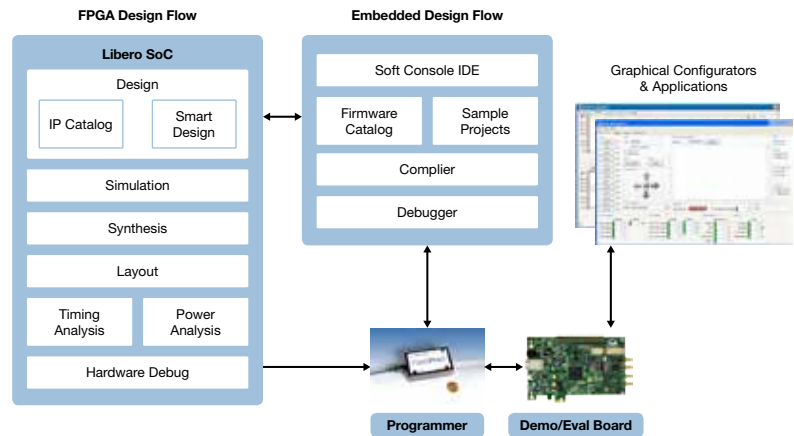 FPGA Design Flow
Embedded Design Flow
Libero SoC
Design
IP Catalog
Smart
Design
Simulation
Synthesis
Layout
Timing
Analysis
Power
Analysis
Hardware Debug
Soft Console IDE
Firmware
Catalog
Sample
Projects
Complier
Debugger
Graphical Configurators
& Applications
Programmer
Demo/Eval Board